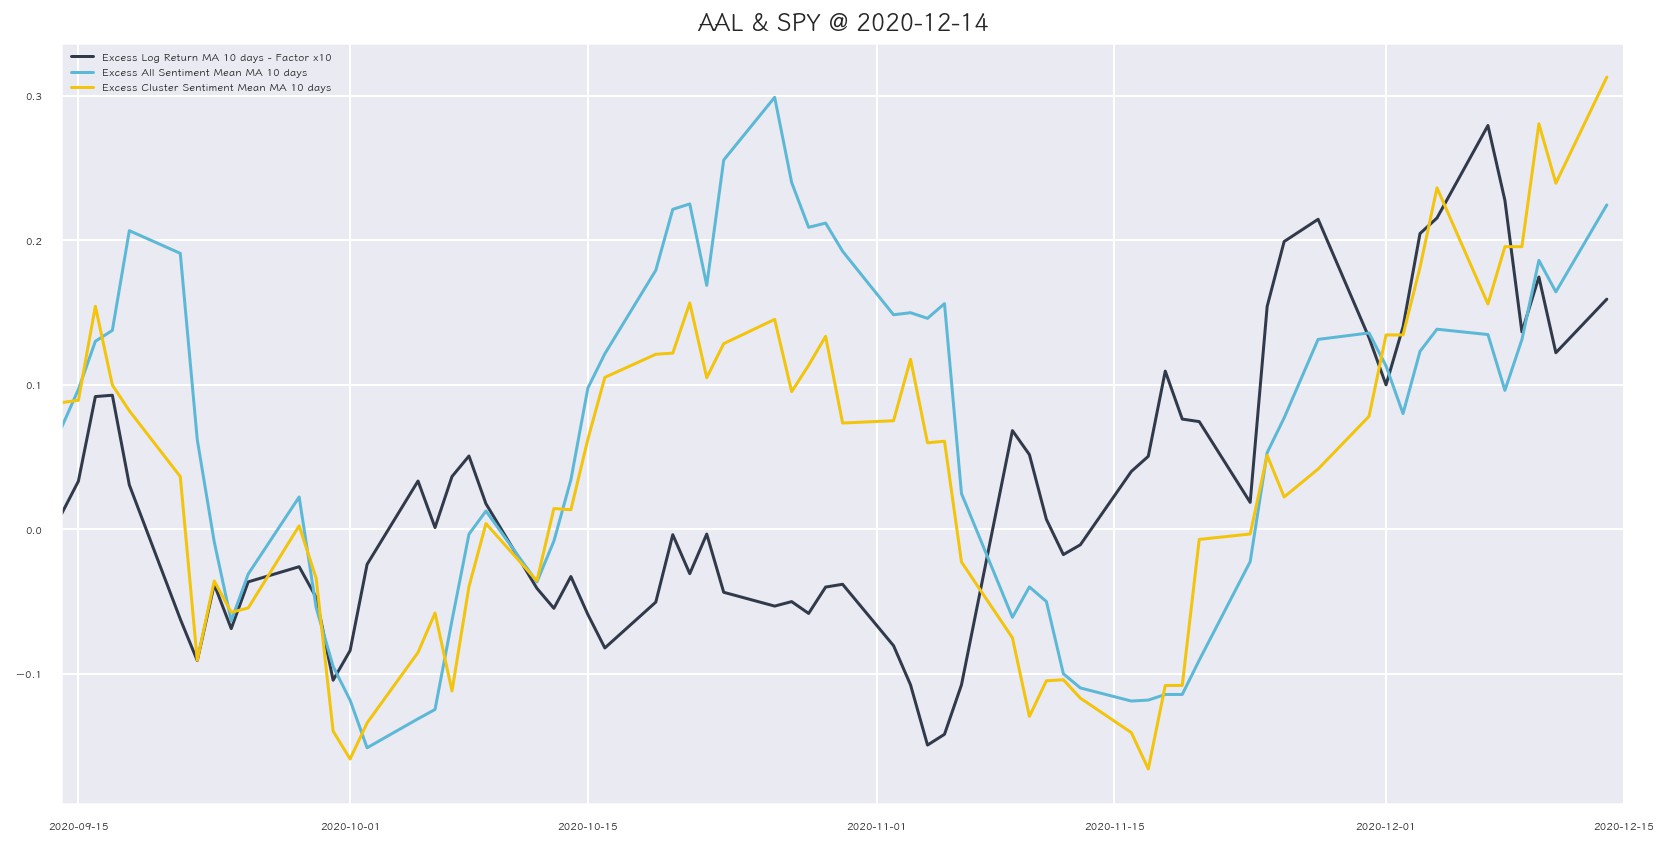 AAL & SPY @ 2020-12-14
Excess Log Return MA 10 days - Factor x10
Excess All Sentiment Mean MA 10 days
Excess Cluster Sentiment Mean MA 10 days
0.3
0.2
0.1
0.0
−0.1
2020-09-15 2020-10-01 2020-10-15 2020-11-01 2020-11-15 2020-12-01 2020-12-15